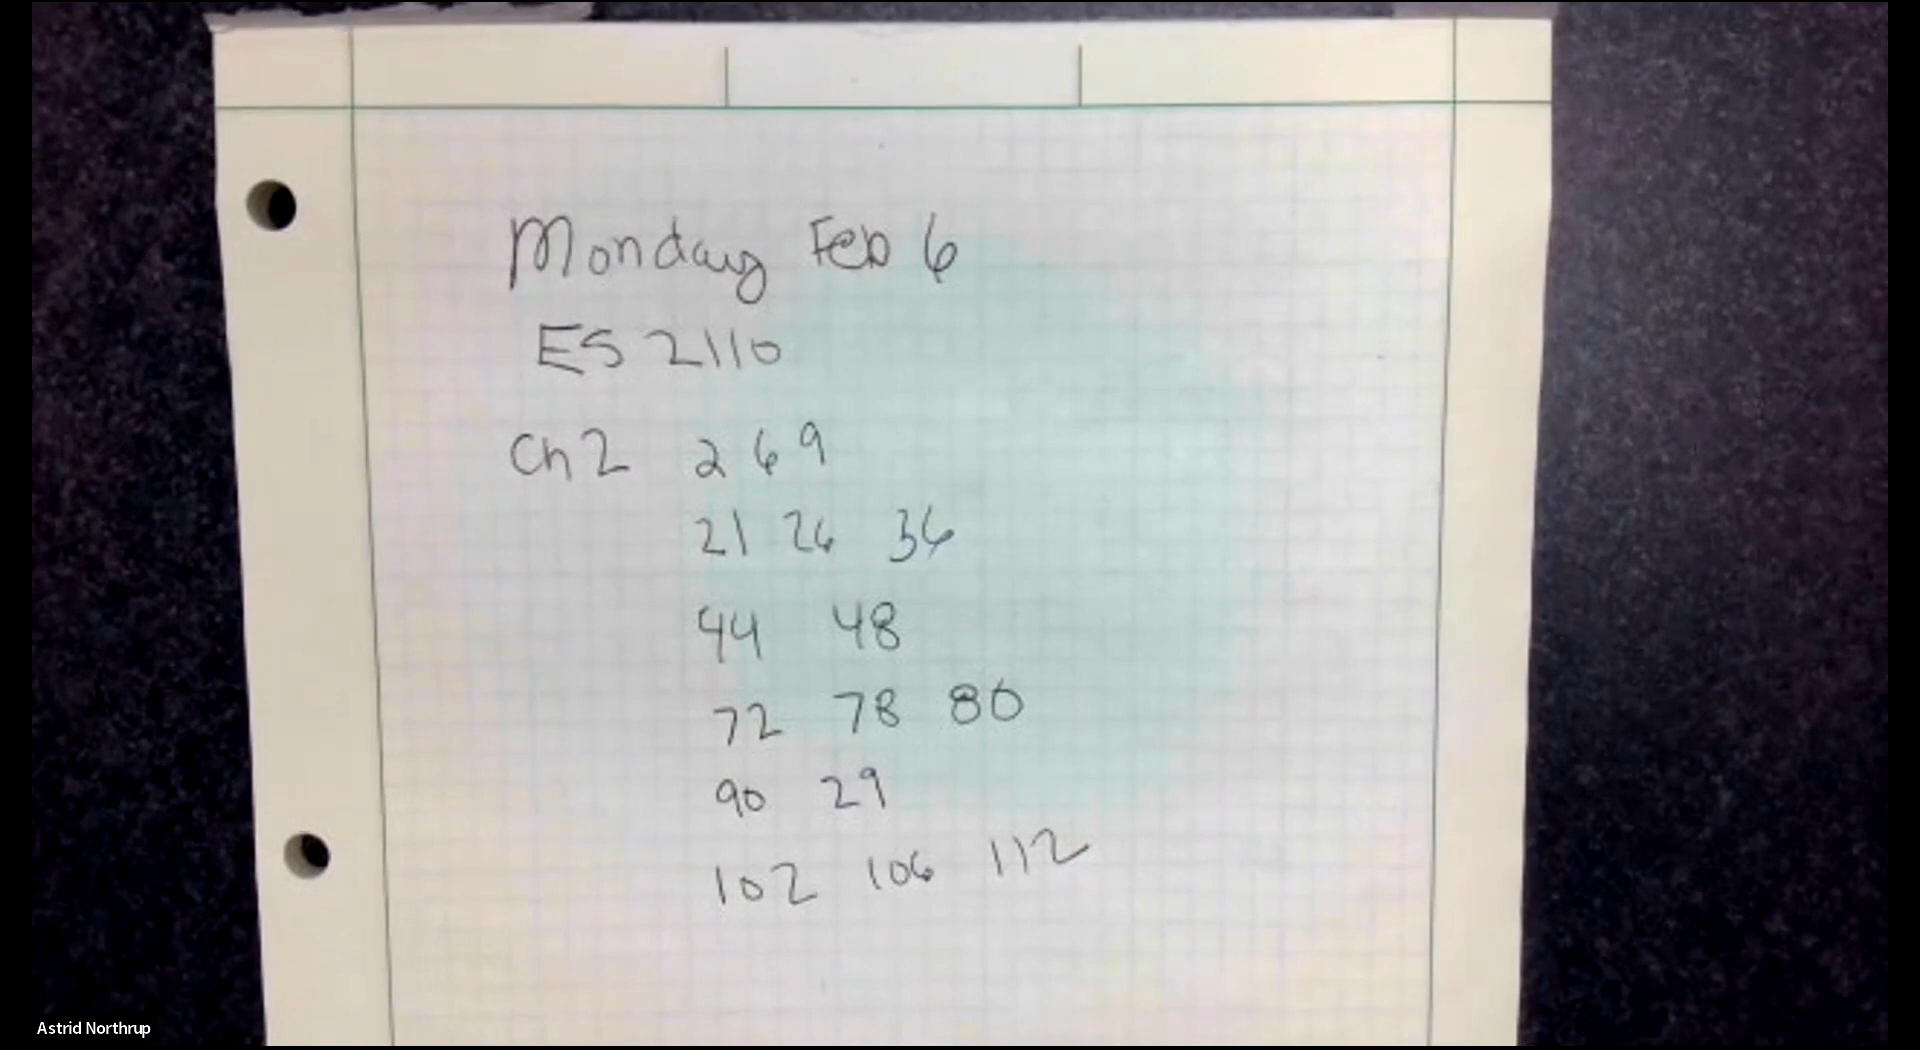 Monday Feb 6
ES 2110
Ch 2 2 6 9
21 26 36
44 48
72 78 80
90 29
102 106 112
Astrid Northrup